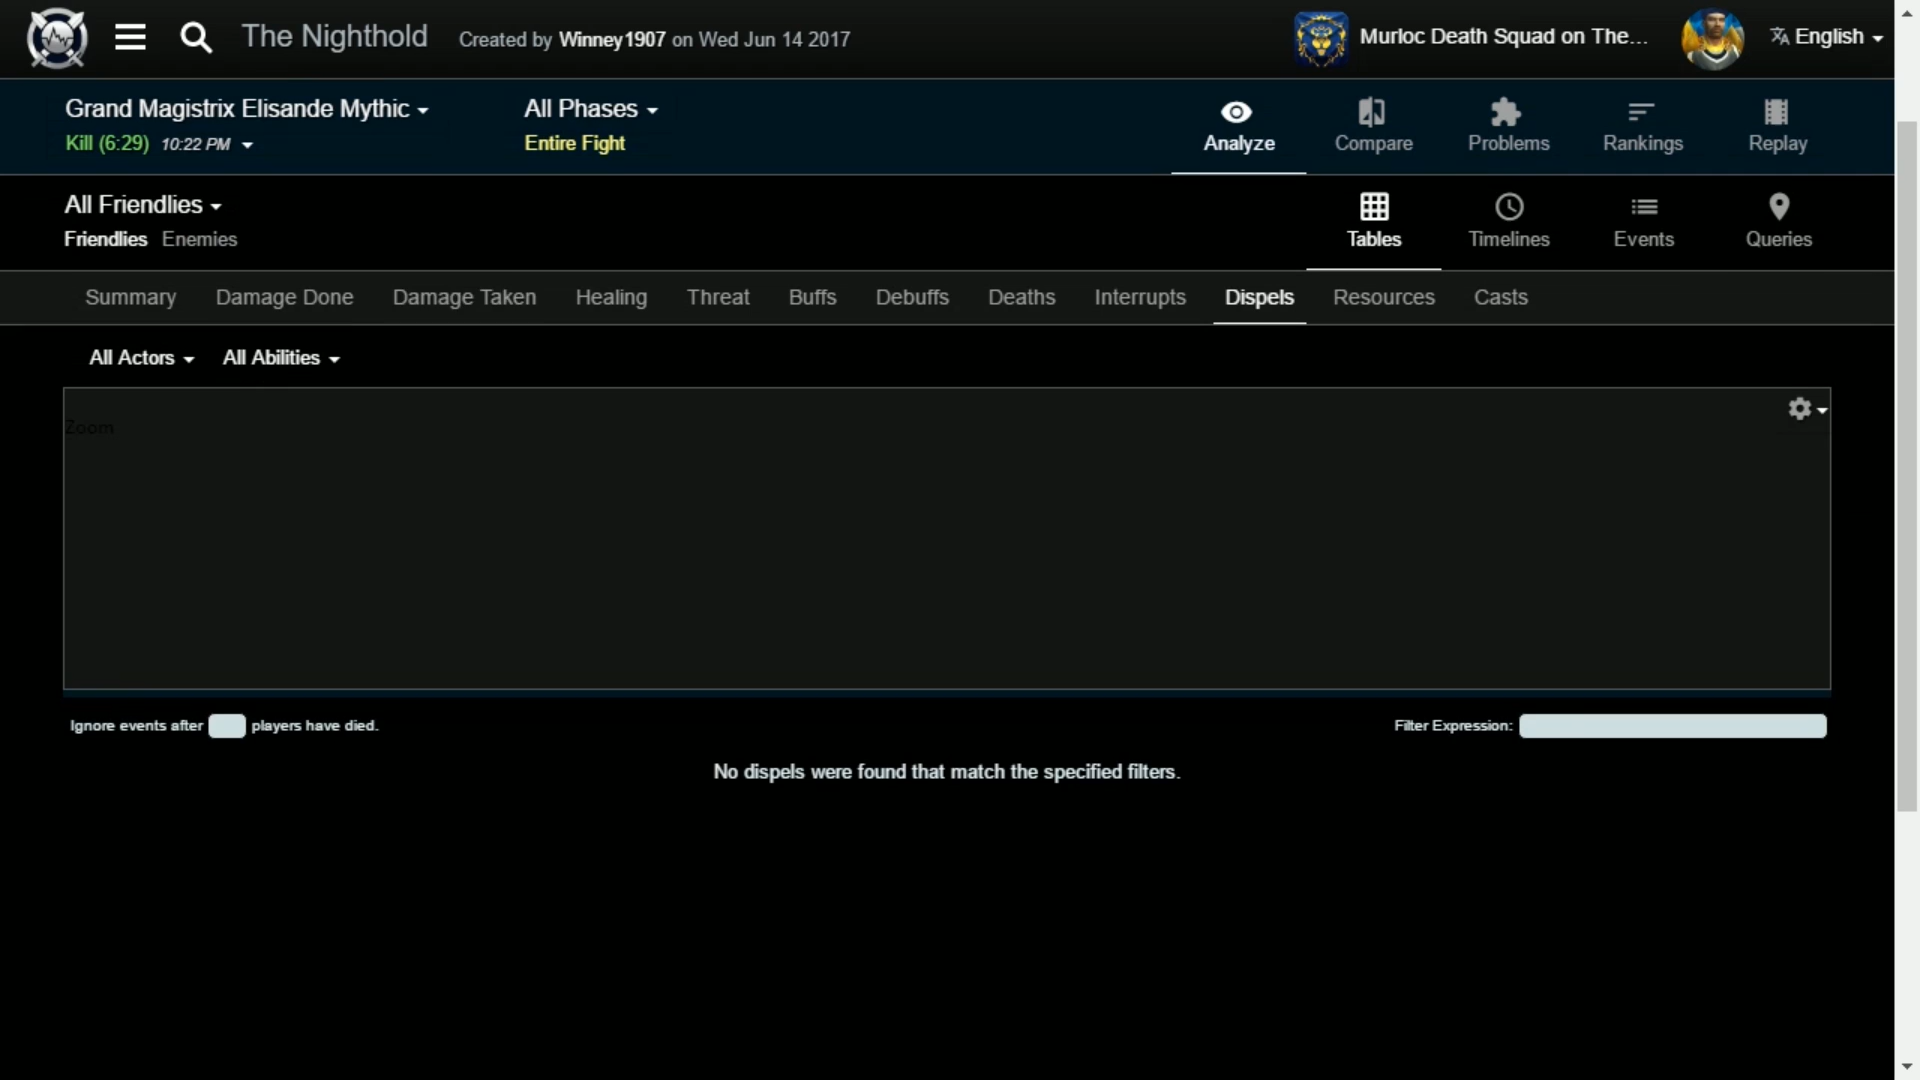 The Nighthold
Created by Winney1907 on Wed Jun 14 2017
Murloc Death Squad on The...
English
Grand Magistrix Elisande Mythic
Kill (6:29) 10:22 PM
All Phases
Entire Fight
Analyze
Compare
Problems
Rankings
Replay
All Friendlies
Friendlies Enemies
Tables
Timelines
Events
Queries
Summary Damage Done Damage Taken Healing Threat Buffs Debuffs Deaths Interrupts Dispels Resources Casts
All Actors All Abilities
Zoom
Ignore events after players have died.
Filter Expression:
No dispels were found that match the specified filters.